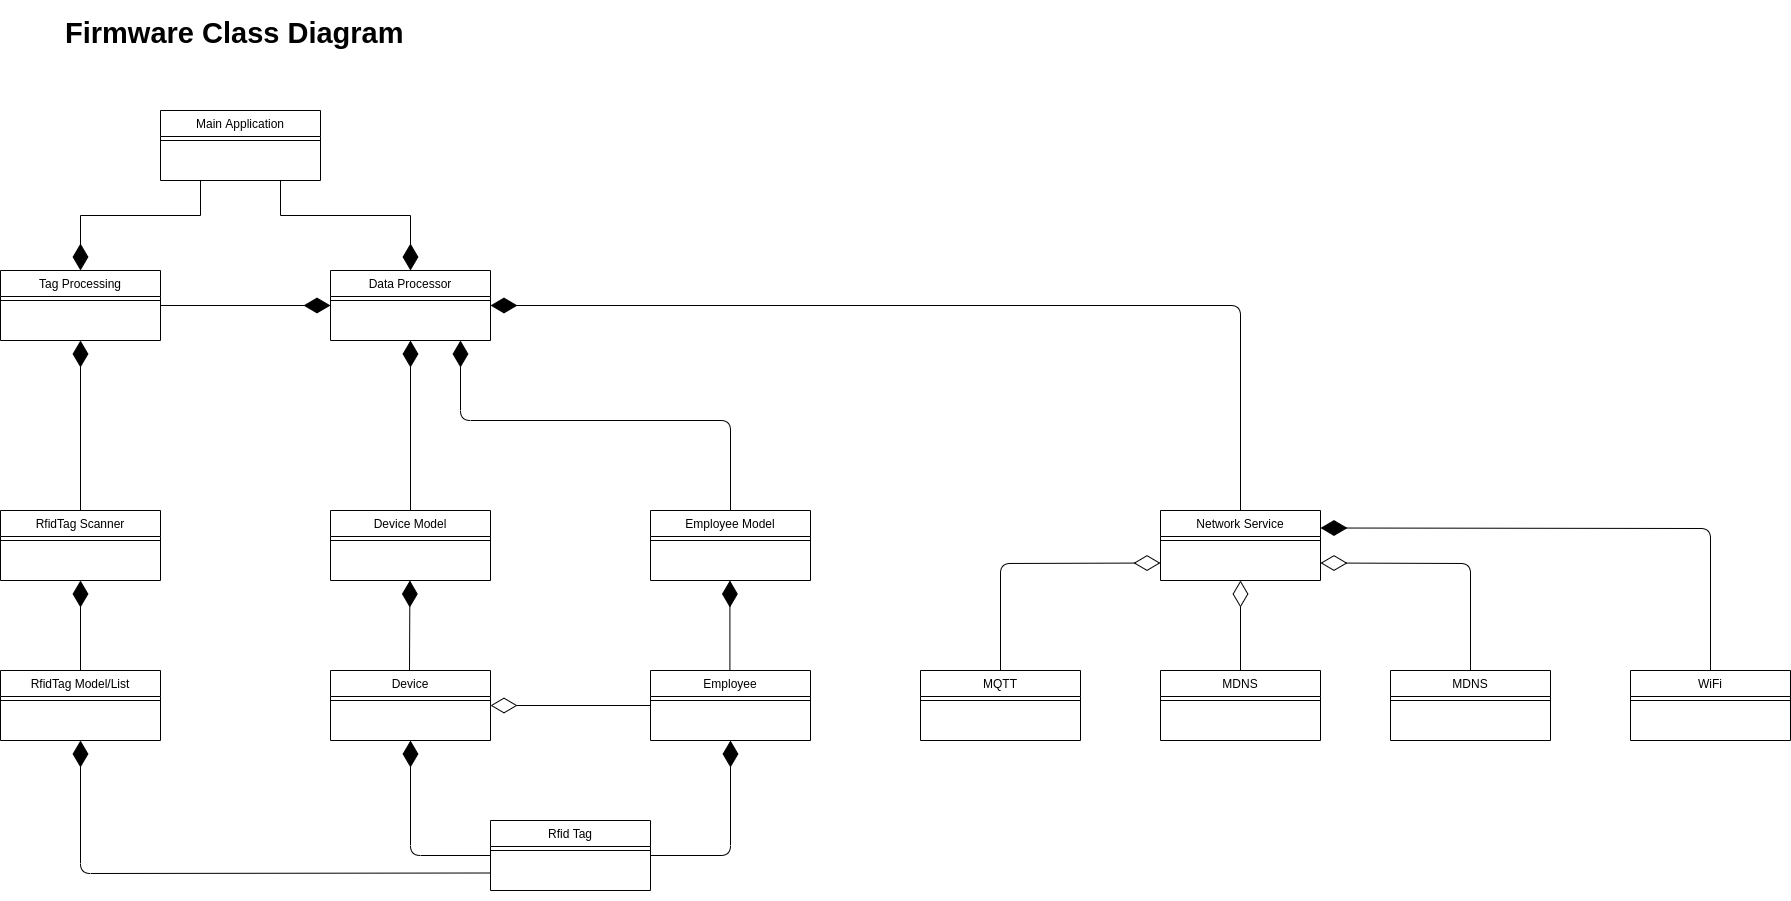 Firmware Class Diagram
Main Application
Tag Processing
Data Processor
RfidTag Scanner
Device Model
Employee Model
Network Service
RfidTag Model/List
Device
Employee
MQTT
MDNS
MDNS
WiFi
Rfid Tag